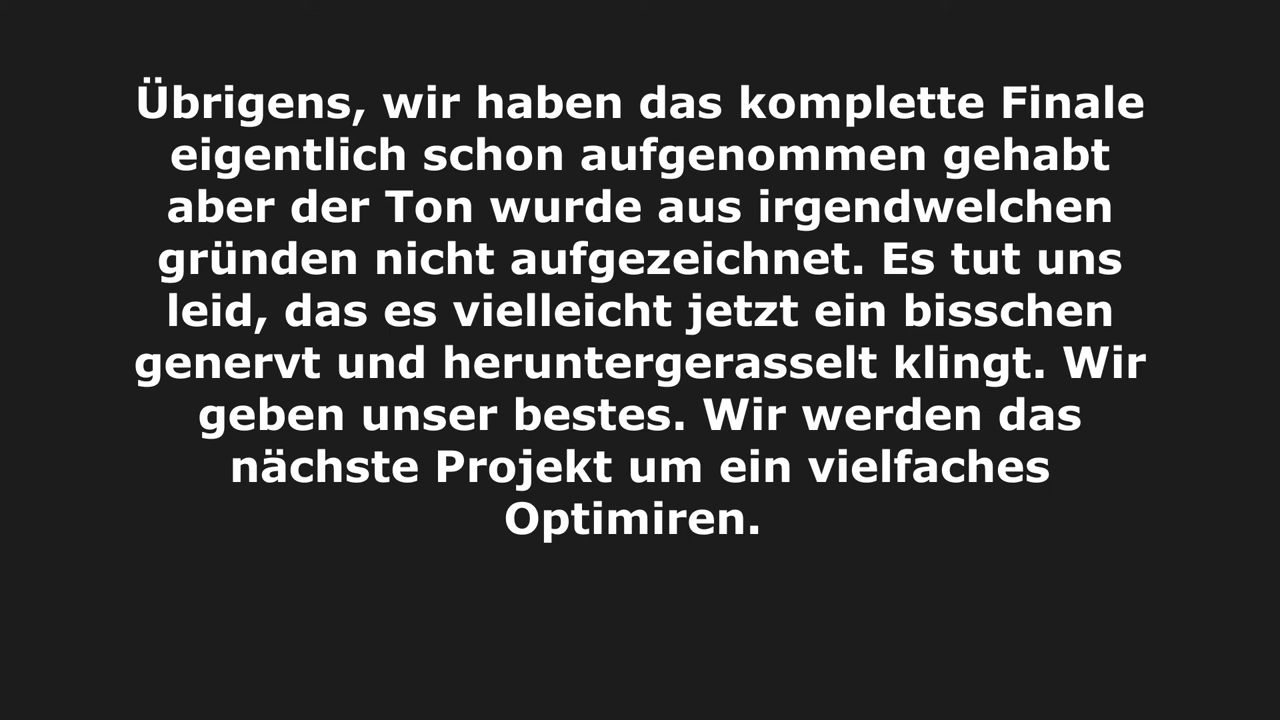 Übrigens, wir haben das komplette Finale
eigentlich schon aufgenommen gehabt
aber der Ton wurde aus irgendwelchen
gründen nicht aufgezeichnet. Es tut uns
leid, das es vielleicht jetzt ein bisschen
genervt und heruntergerasselt klingt. Wir
geben unser bestes. Wir werden das
nächste Projekt um ein vielfaches
Optimiren.